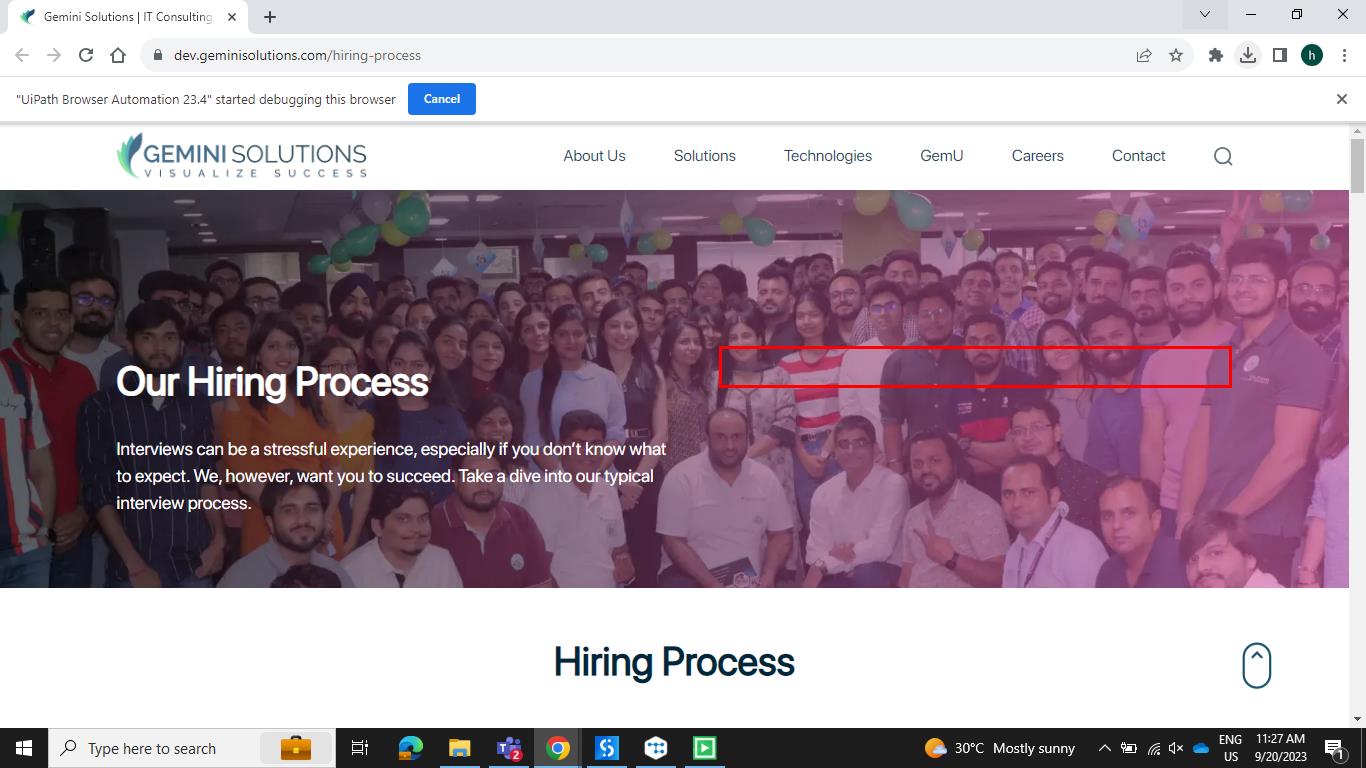 Gemini Solutions | IT Consulting
dev.geminisolutions.com/hiring-process
h
"UiPath Browser Automation 23.4" started debugging this browser
Cancel
GEMINI SOLUTIONS
VISUALIZE SUCCESS
About Us
Solutions
Technologies
GemU
Careers
Contact
Our Hiring Process
Interviews can be a stressful experience, especially if you don’t know what
to expect. We, however, want you to succeed. Take a dive into our typical
interview process.
Hiring Process
Type here to search
2
30°C Mostly sunny
ENG
US
11:27 AM
9/20/2023
1